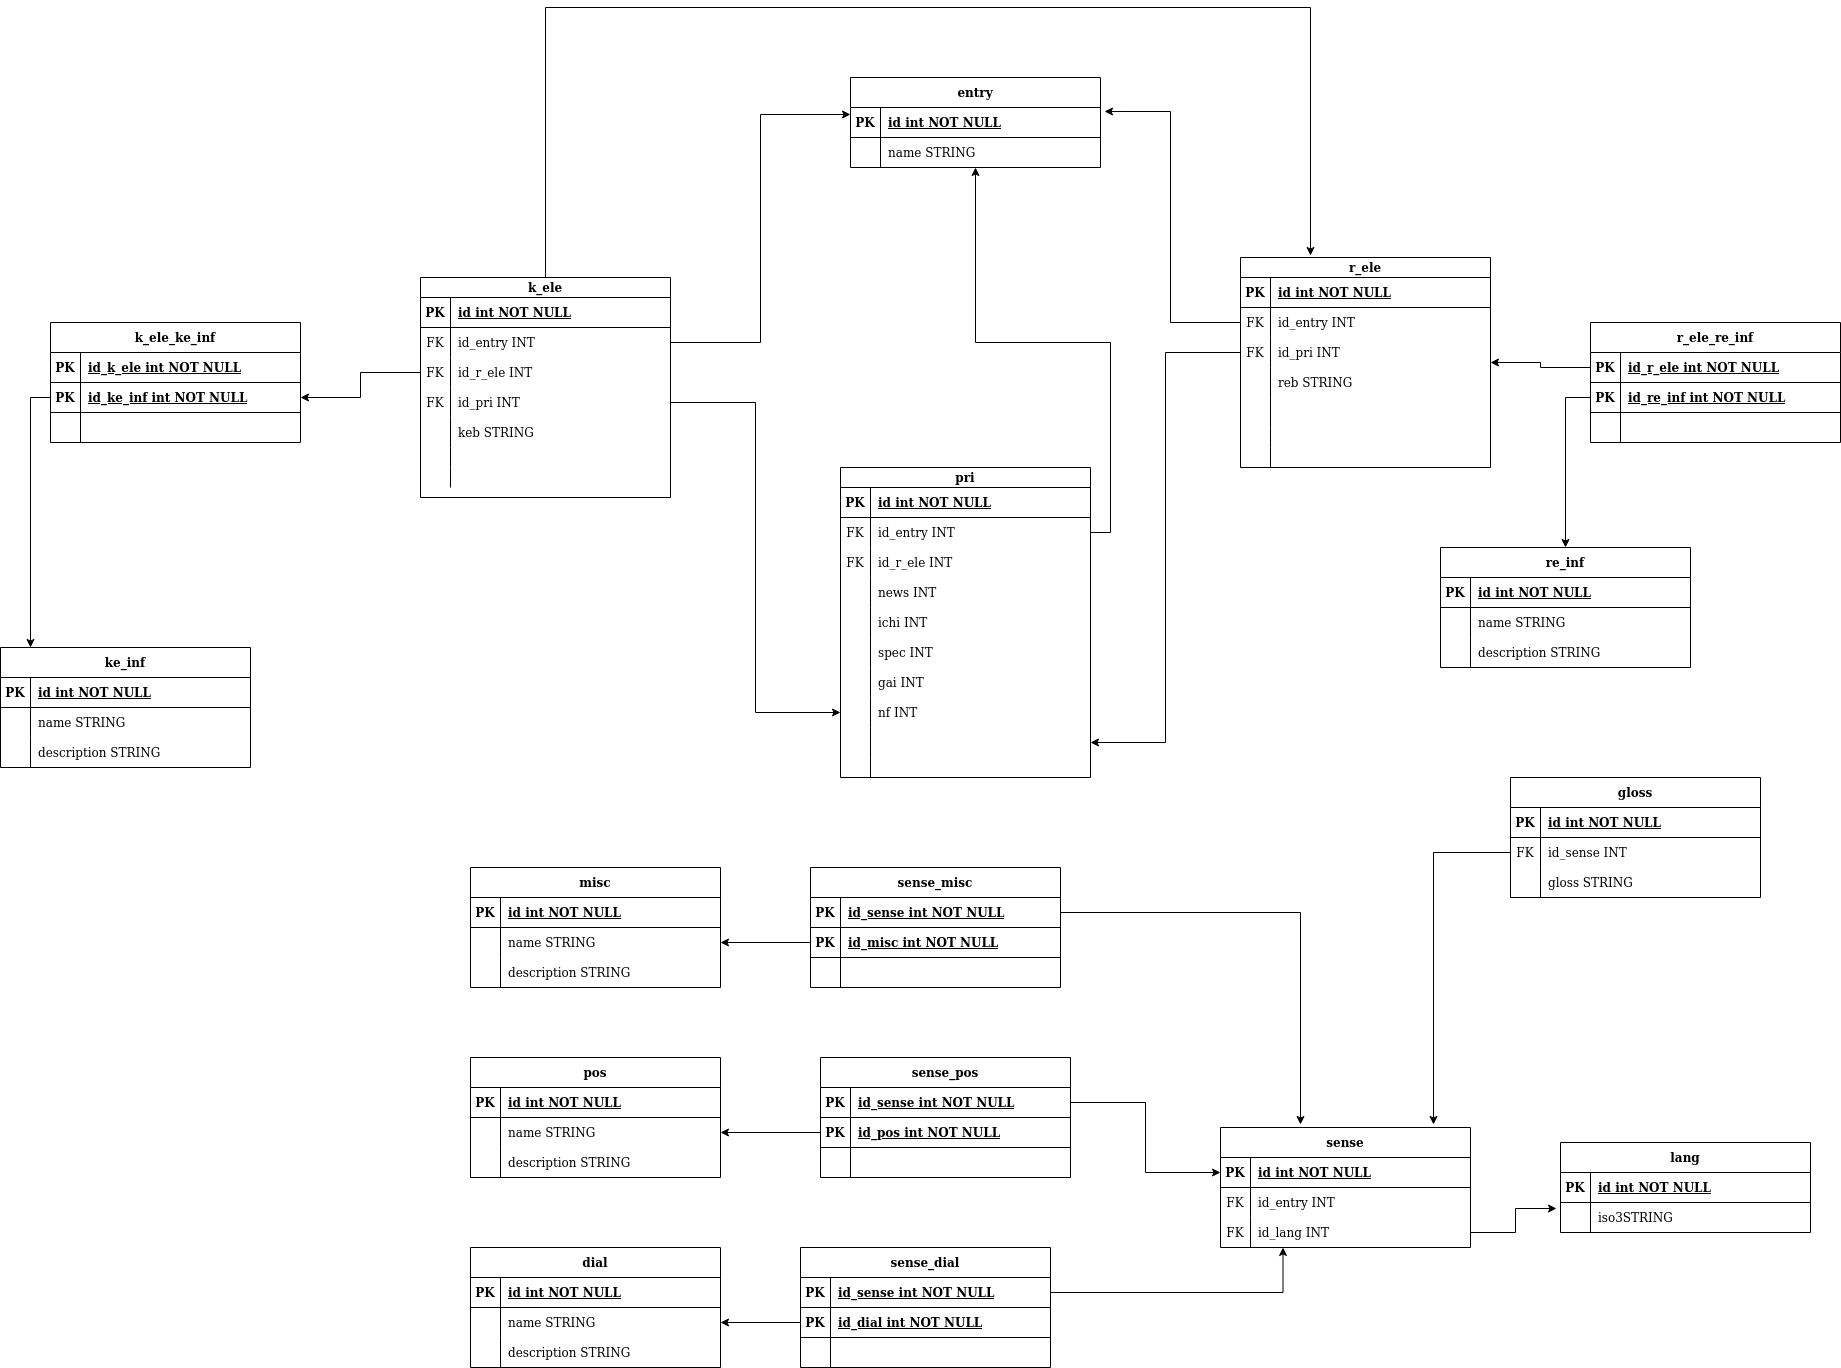 entry
PK id int NOT NULL
name STRING
k_ele
PK id int NOT NULL
FK id_entry INT
FK id_r_ele INT
FK id_pri INT
keb STRING
r_ele
PK id int NOT NULL
FK id_entry INT
FK id_pri INT
reb STRING
k_ele_ke_inf
PK id_k_ele int NOT NULL
PK id_ke_inf int NOT NULL
r_ele_re_inf
PK id_r_ele int NOT NULL
PK id_re_inf int NOT NULL
pri
PK id int NOT NULL
FK id_entry INT
FK id_r_ele INT
news INT
ichi INT
spec INT
gai INT
nf INT
re_inf
PK id int NOT NULL
name STRING
description STRING
ke_inf
PK id int NOT NULL
name STRING
description STRING
gloss
PK id int NOT NULL
FK id_sense INT
gloss STRING
misc
PK id int NOT NULL
name STRING
description STRING
sense_misc
PK id_sense int NOT NULL
PK id_misc int NOT NULL
pos
PK id int NOT NULL
name STRING
description STRING
sense_pos
PK id_sense int NOT NULL
PK id_pos int NOT NULL
sense
PK id int NOT NULL
FK id_entry INT
FK id_lang INT
lang
PK id int NOT NULL
iso3STRING
dial
PK id int NOT NULL
name STRING
description STRING
sense_dial
PK id_sense int NOT NULL
PK id_dial int NOT NULL